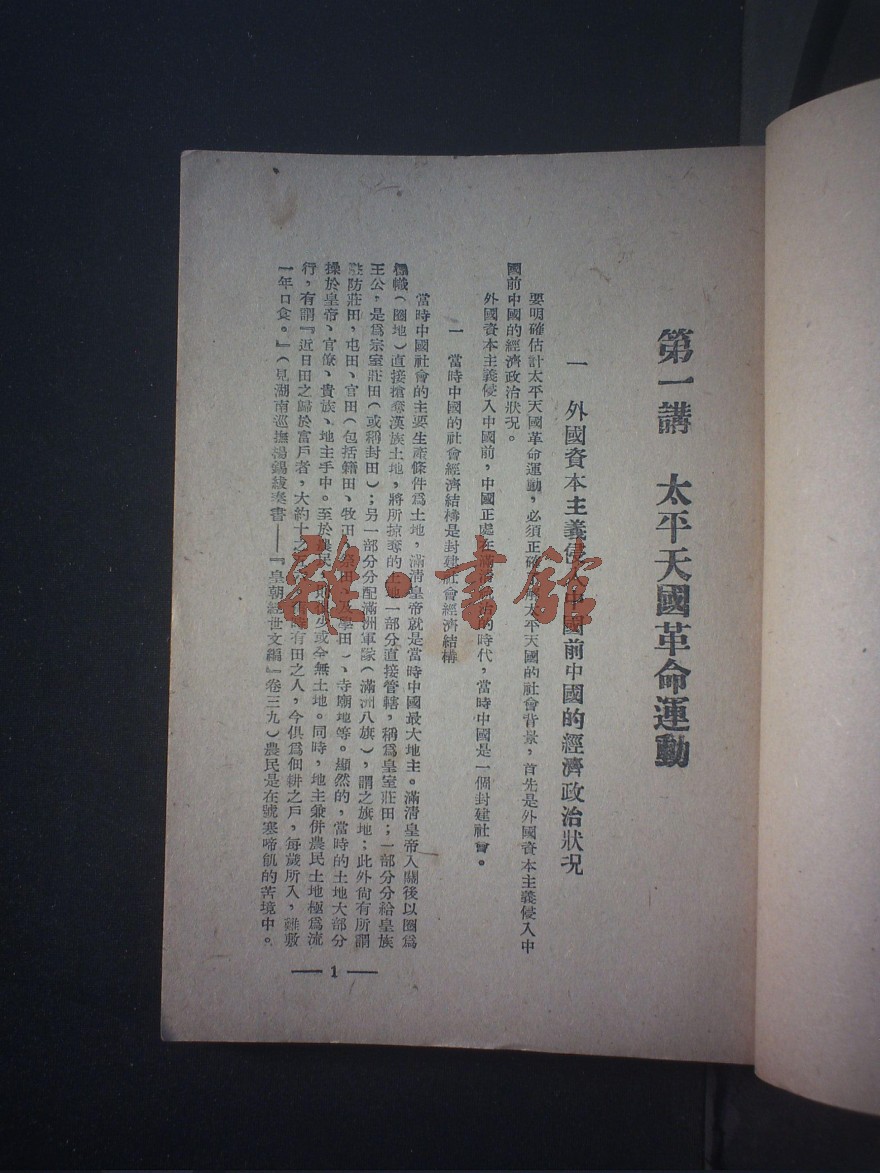 第一講　太平天國革命運動
一　外國資本主義侵入中國前中國的經濟政治狀況
要明確估計太平天國革命運動，必須正確太平天國的社會背景，首先是外國資本主義侵入中
國前中國的經濟政治狀況。
外國資本主義侵入中國前，中國正處在滿清的時代，當時中國是一個封建社會。
一　當時中國的社會經濟結構是封建社會經濟結構
當時中國社會的主要生產條件爲土地，滿清皇帝就是當時中國最大地主。滿清皇帝入關後以圈爲
標幟（圈地）直接搶奪漢族土地，將所掠奪的土地一部分直接管轄，稱爲皇室莊田；一部分分給皇族
王公，是爲宗室莊田（或稱封田）；另一部分分配滿洲軍隊（滿洲八旗），謂之旗地；此外尙有所謂
駐防莊田，屯田、官田（包括籍田、牧田、學田）、寺廟地等。顯然的，當時的土地大部分
操於皇帝、官僚、貴族、地主手中。至於農民，少或全無土地。同時，地主兼併農民土地極爲流
行，有謂『近日田之歸於富戶者，大約十之有田之人，今俱爲佃耕之戶，每歲所入，難敷
一年口食。』（見湖南巡撫楊錫紱奏書——『皇朝經世文編』卷三九）農民是在號寒啼飢的苦境中。
— 1 —
雜·書館